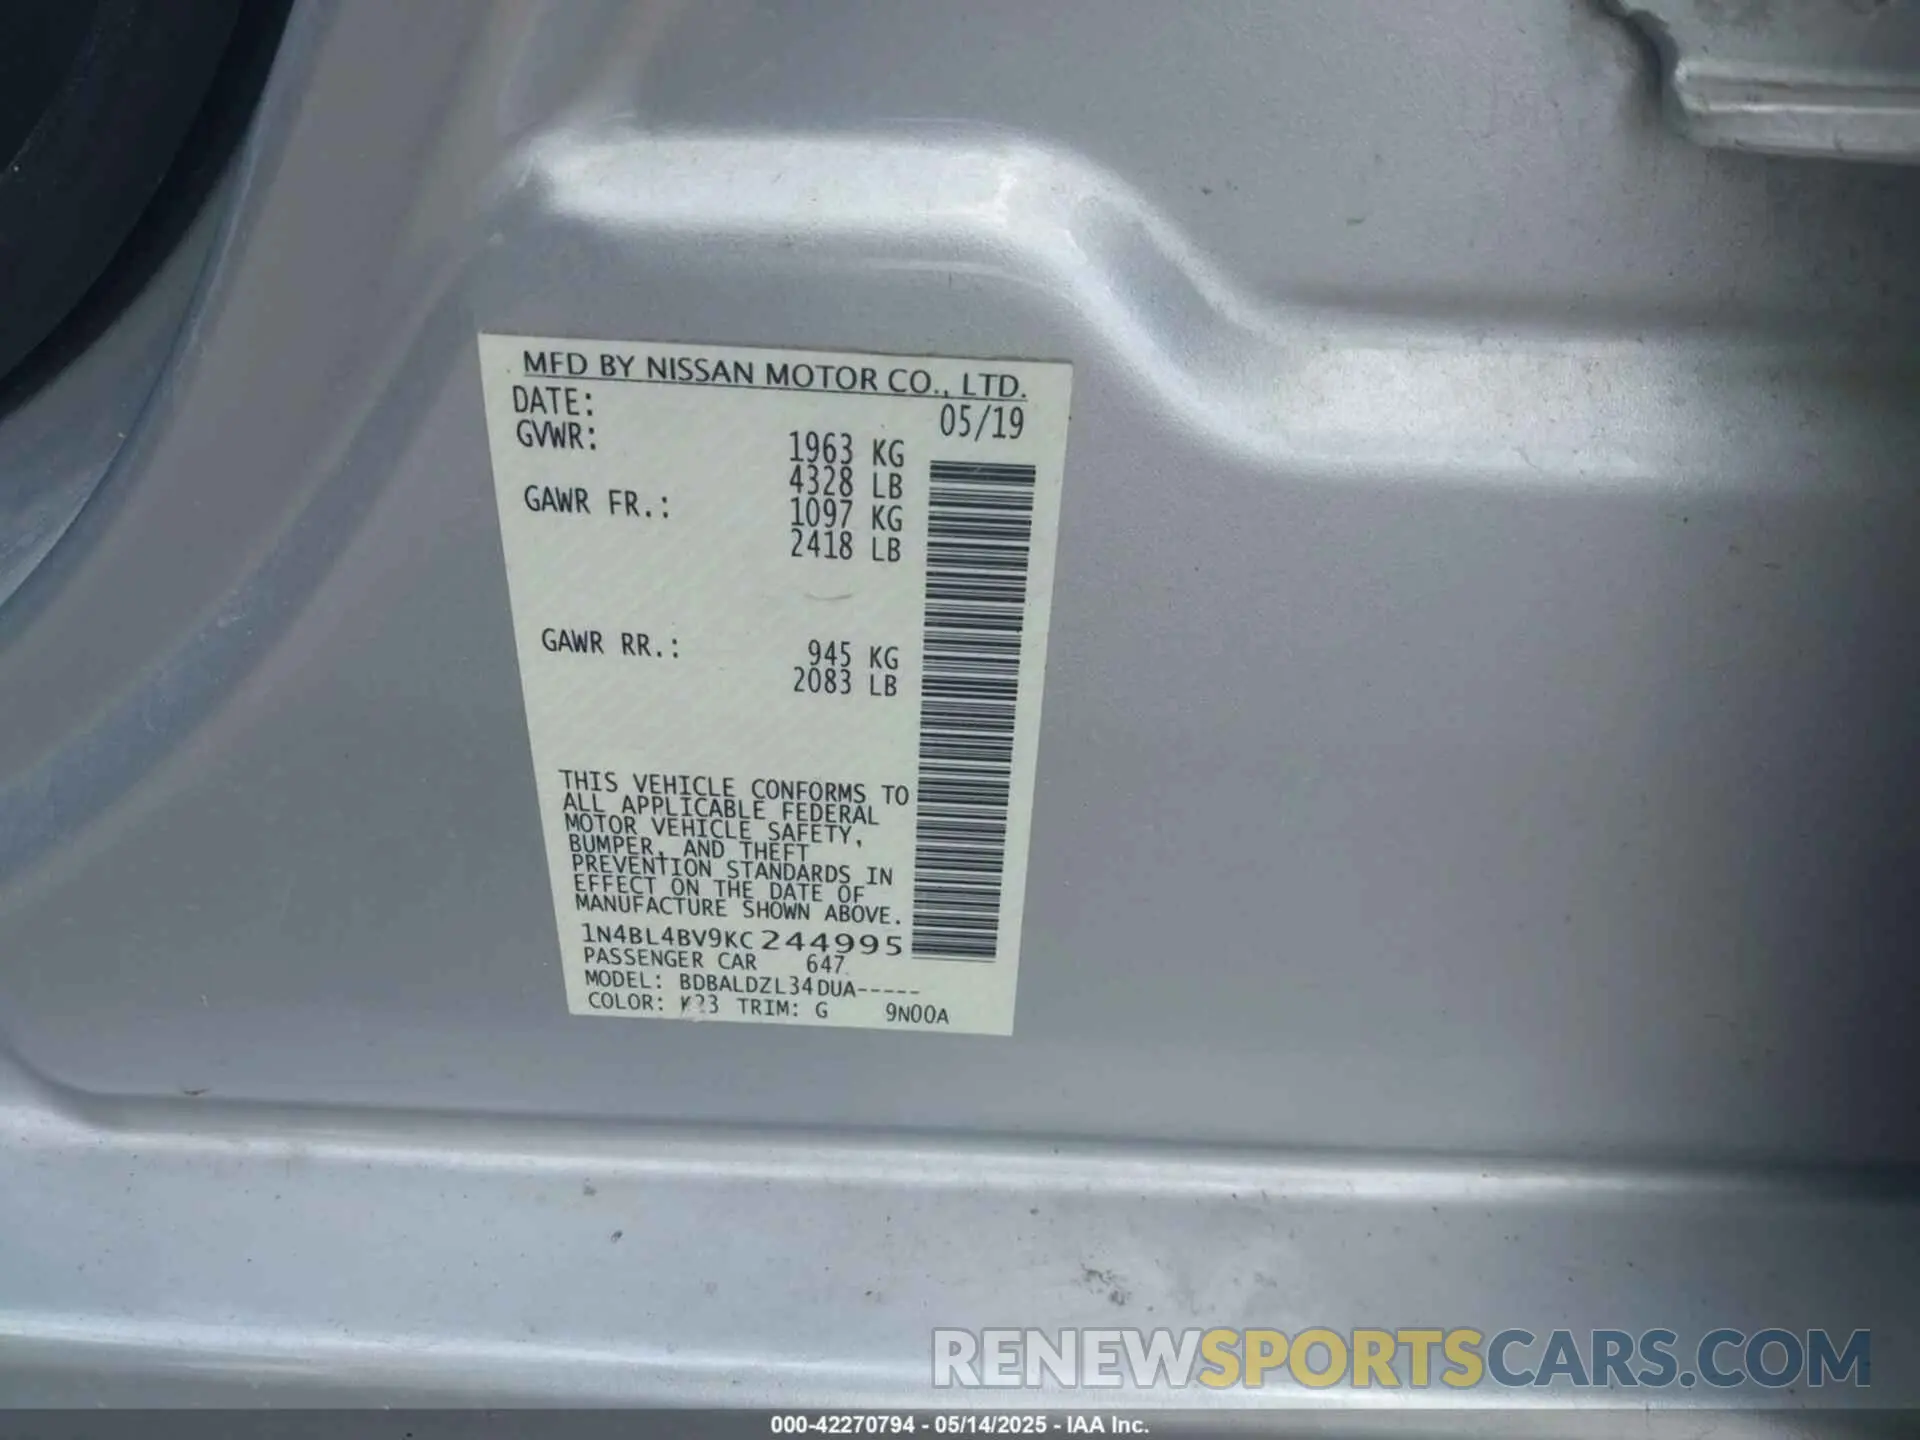 MFD BY NISSAN MOTOR CO., LTD.
DATE: 05/19
GVWR: 1963 KG
4328 LB
GAWR FR.: 1097 KG
2418 LB
GAWR RR.: 945 KG
2083 LB
THIS VEHICLE CONFORMS TO
ALL APPLICABLE FEDERAL
MOTOR VEHICLE SAFETY,
BUMPER, AND THEFT
PREVENTION STANDARDS IN
EFFECT ON THE DATE OF
MANUFACTURE SHOWN ABOVE.
1N4BL4BV9KC244995
PASSENGER CAR 647
MODEL: BDBALDZL34DUA-----
COLOR: K23 TRIM: G 9N00A
RENEWSPORTSCARS.COM
000-42270794 - 05/14/2025 - IAA Inc.